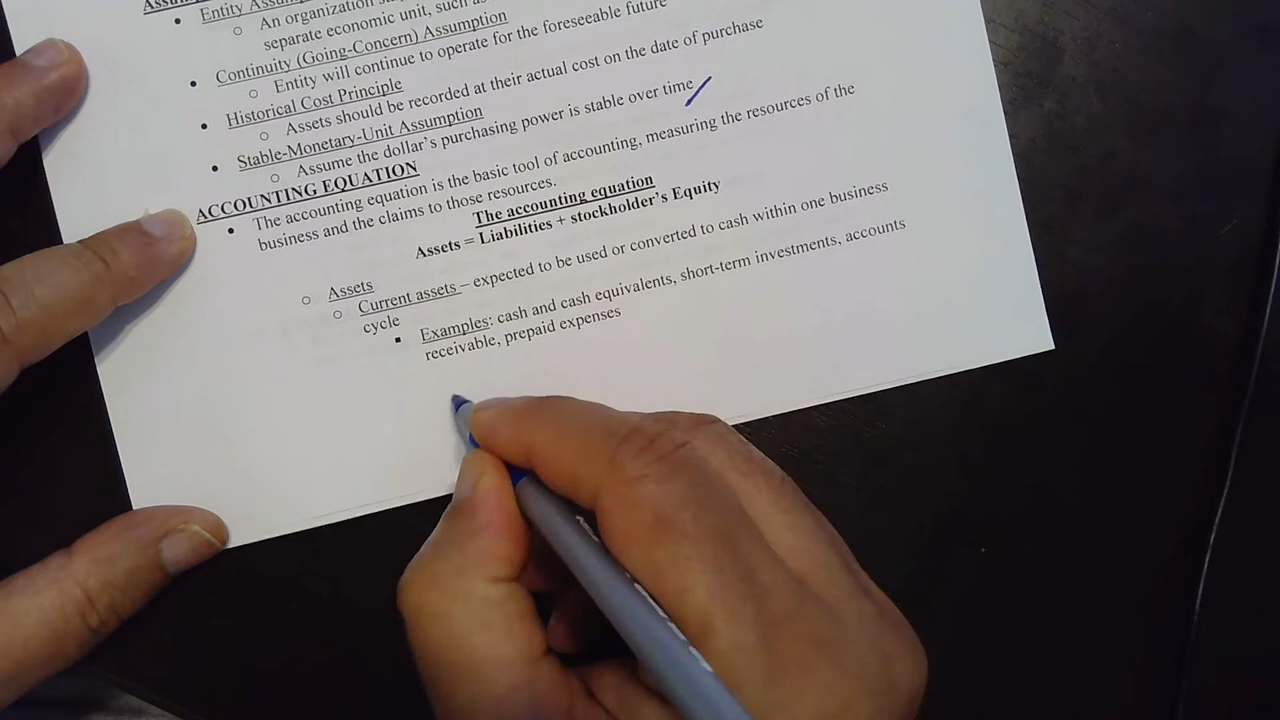 Entity
An organization
separate economic unit, such as
Continuity (Going-Concern) Assumption
Entity will continue to operate for the foreseeable future
Historical Cost Principle
Assets should be recorded at their actual cost on the date of purchase
Stable-Monetary-Unit Assumption
Assume the dollar's purchasing power is stable over time
ACCOUNTING EQUATION
The accounting equation is the basic tool of accounting, measuring the resources of the
business and the claims to those resources.
The accounting equation
Assets = Liabilities + stockholder's Equity
Assets
Current assets – expected to be used or converted to cash within one business
cycle
Examples: cash and cash equivalents, short-term investments, accounts
receivable, prepaid expenses